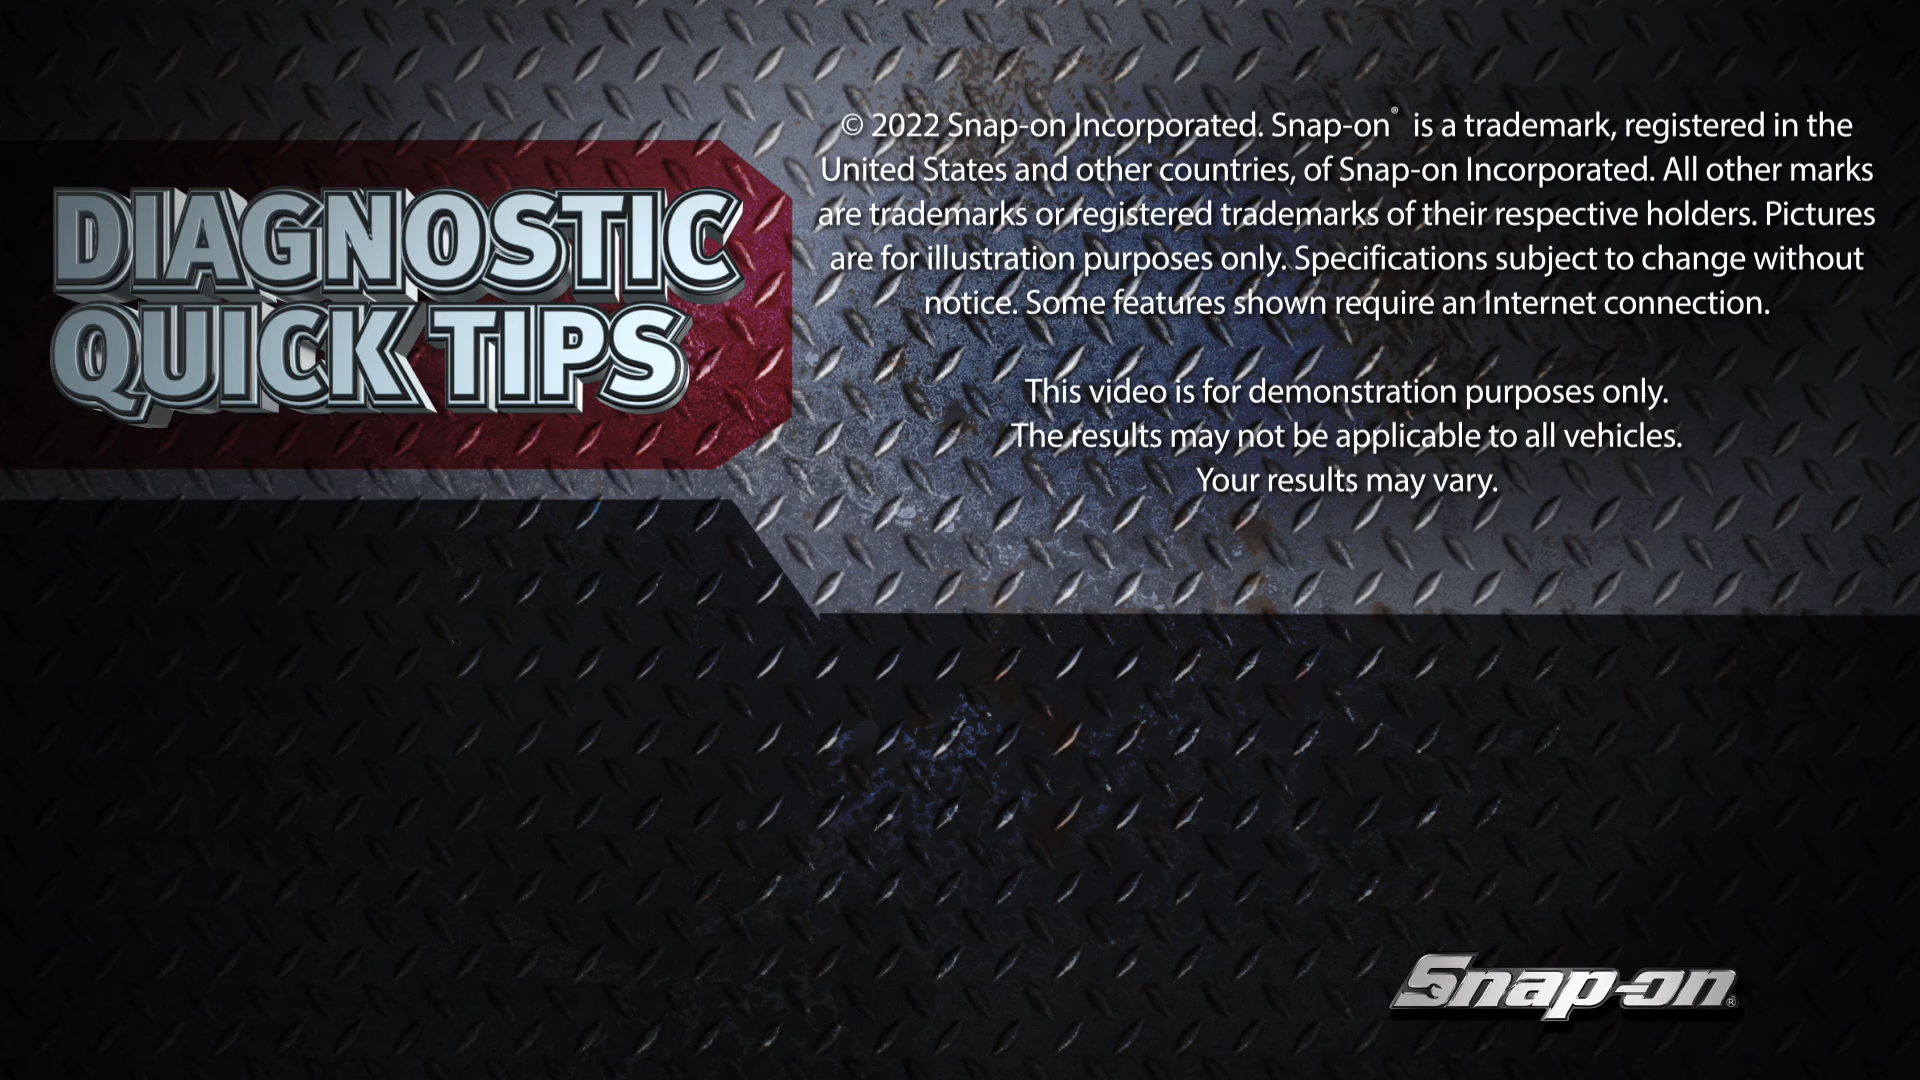 DIAGNOSTIC
QUICK TIPS
© 2022 Snap-on Incorporated. Snap-on® is a trademark, registered in the
United States and other countries, of Snap-on Incorporated. All other marks
are trademarks or registered trademarks of their respective holders. Pictures
are for illustration purposes only. Specifications subject to change without
notice. Some features shown require an Internet connection.
This video is for demonstration purposes only.
The results may not be applicable to all vehicles.
Your results may vary.
Snap-on®